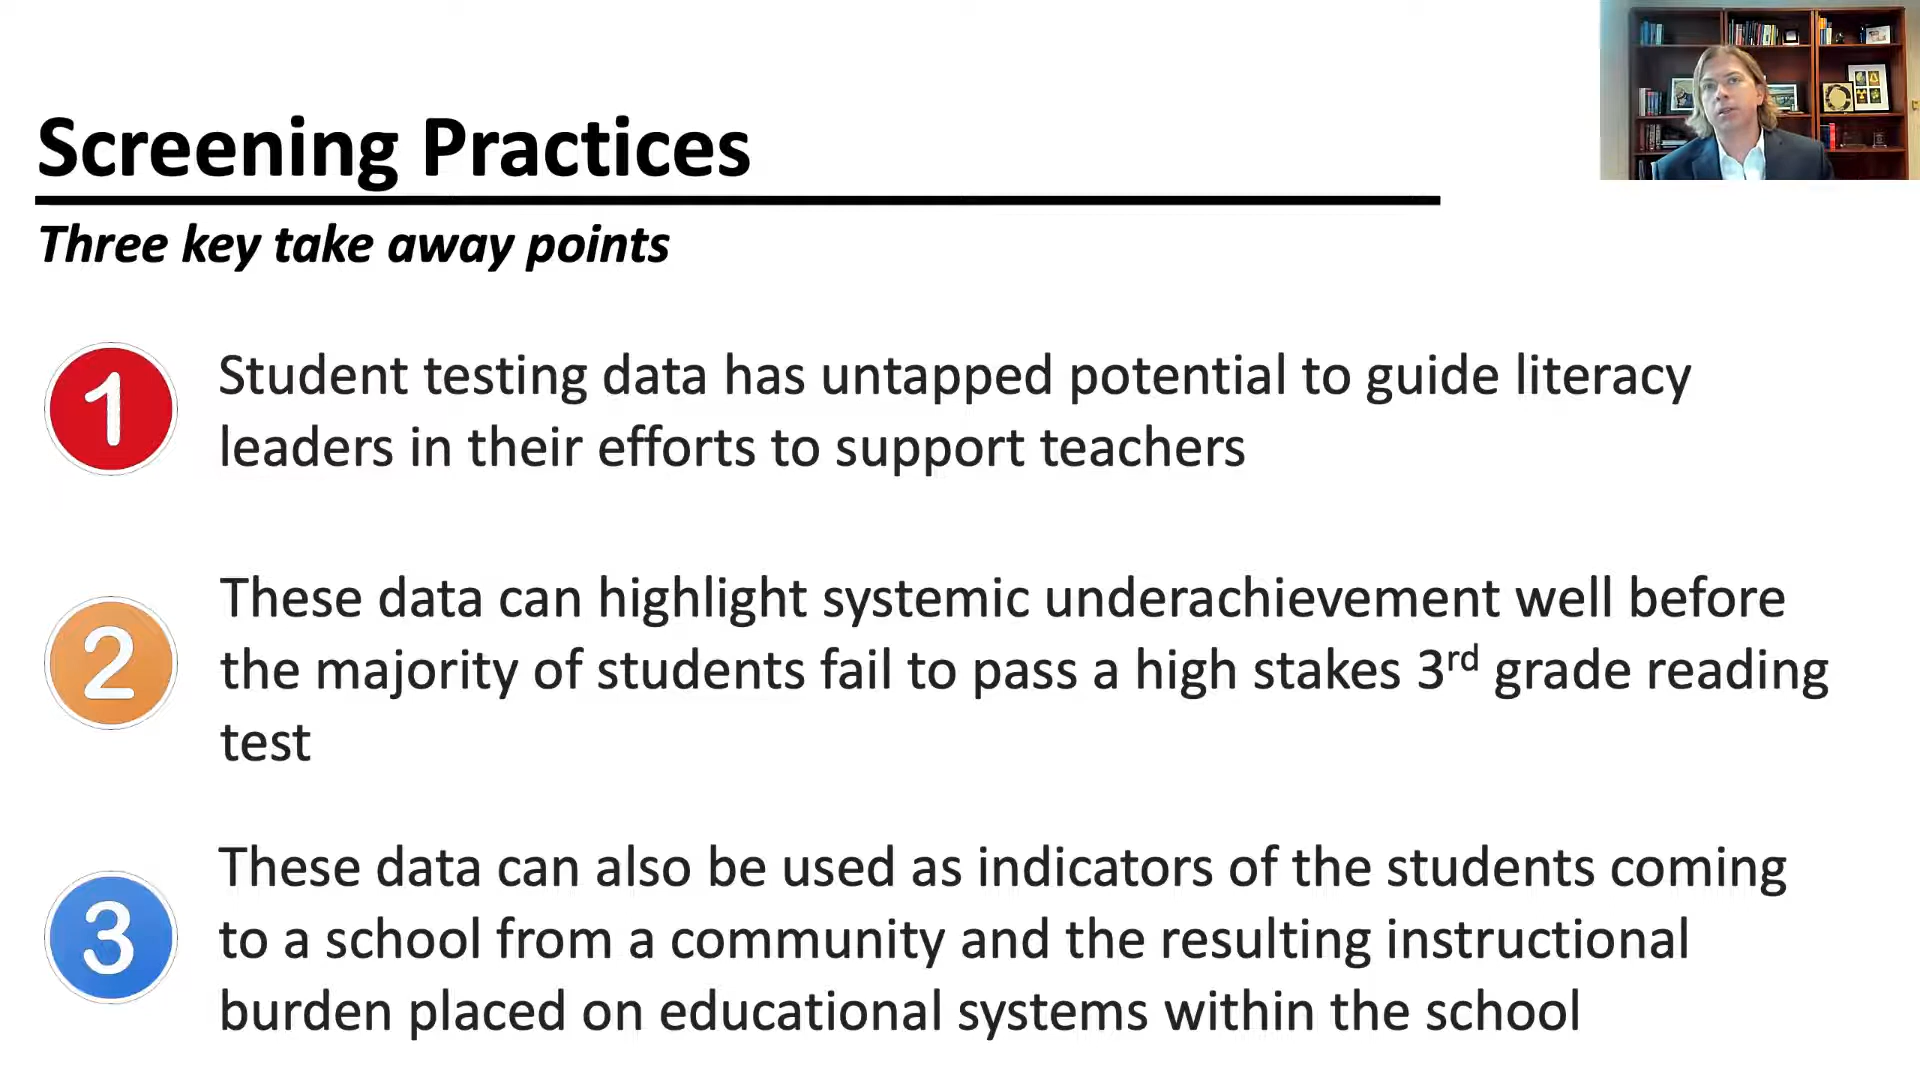 Screening Practices
Three key take away points
1
Student testing data has untapped potential to guide literacy
leaders in their efforts to support teachers
2
These data can highlight systemic underachievement well before
the majority of students fail to pass a high stakes 3rd grade reading
test
3
These data can also be used as indicators of the students coming
to a school from a community and the resulting instructional
burden placed on educational systems within the school